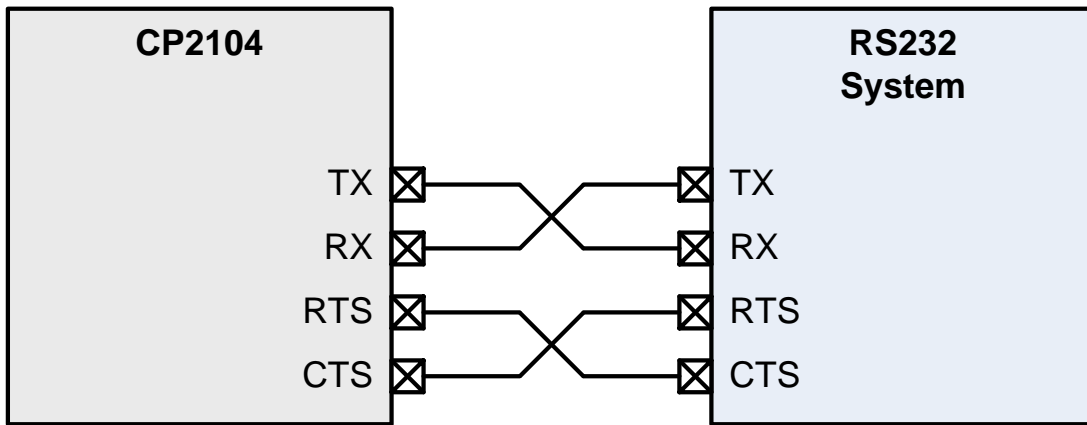 CP2104
TX
RX
RTS
CTS
RS232
System
TX
RX
RTS
CTS